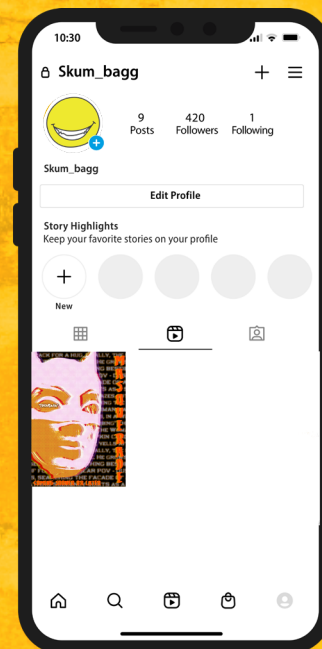 10:30
Skum_bagg
9 420 1
Posts Followers Following
Skum_bagg
Edit Profile
Story Highlights
Keep your favorite stories on your profile
New